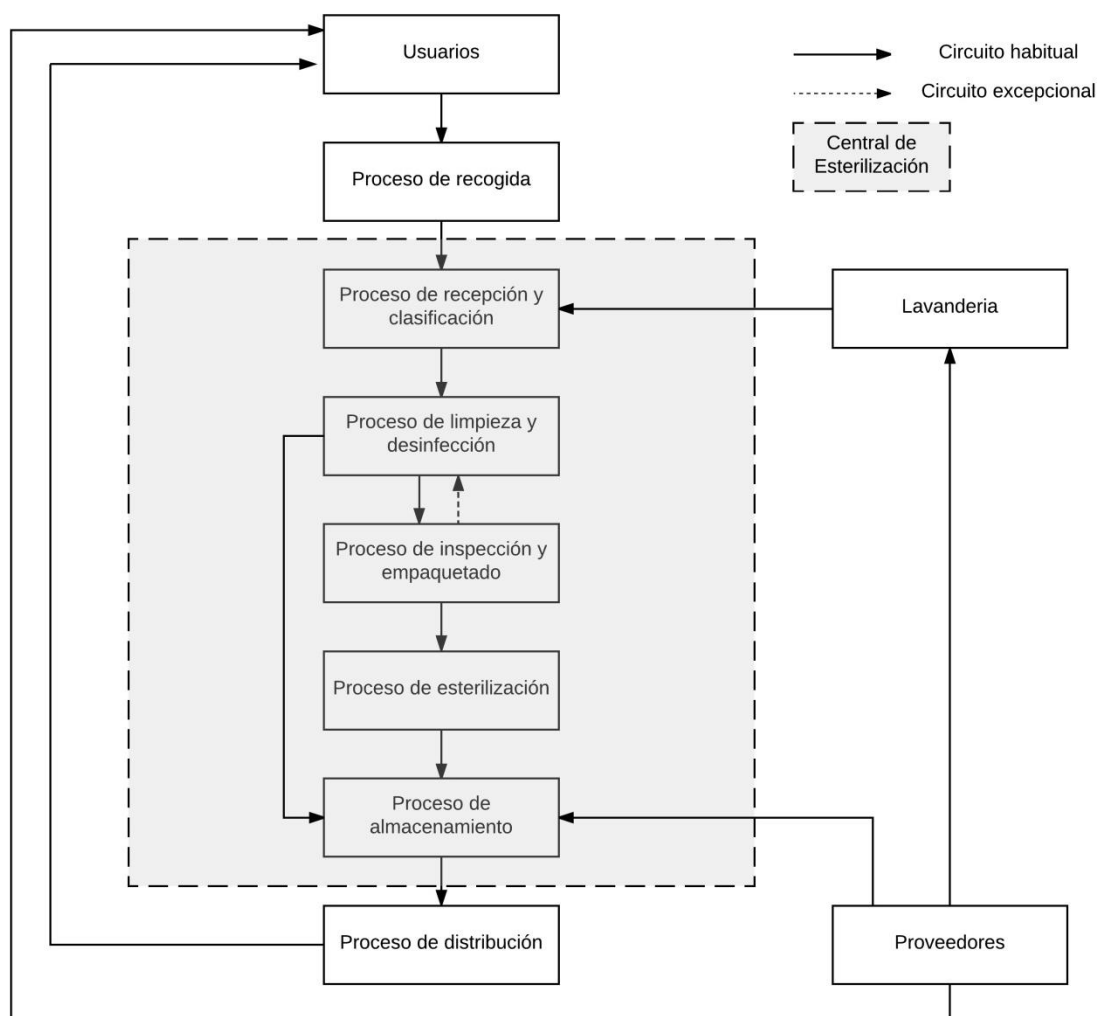 Usuarios
Circuito habitual
Circuito excepcional
Central de
Esterilización
Proceso de recogida
Proceso de recepción y
clasificación
Lavanderia
Proceso de limpieza y
desinfección
Proceso de inspección y
empaquetado
Proceso de esterilización
Proceso de
almacenamiento
Proceso de distribución
Proveedores